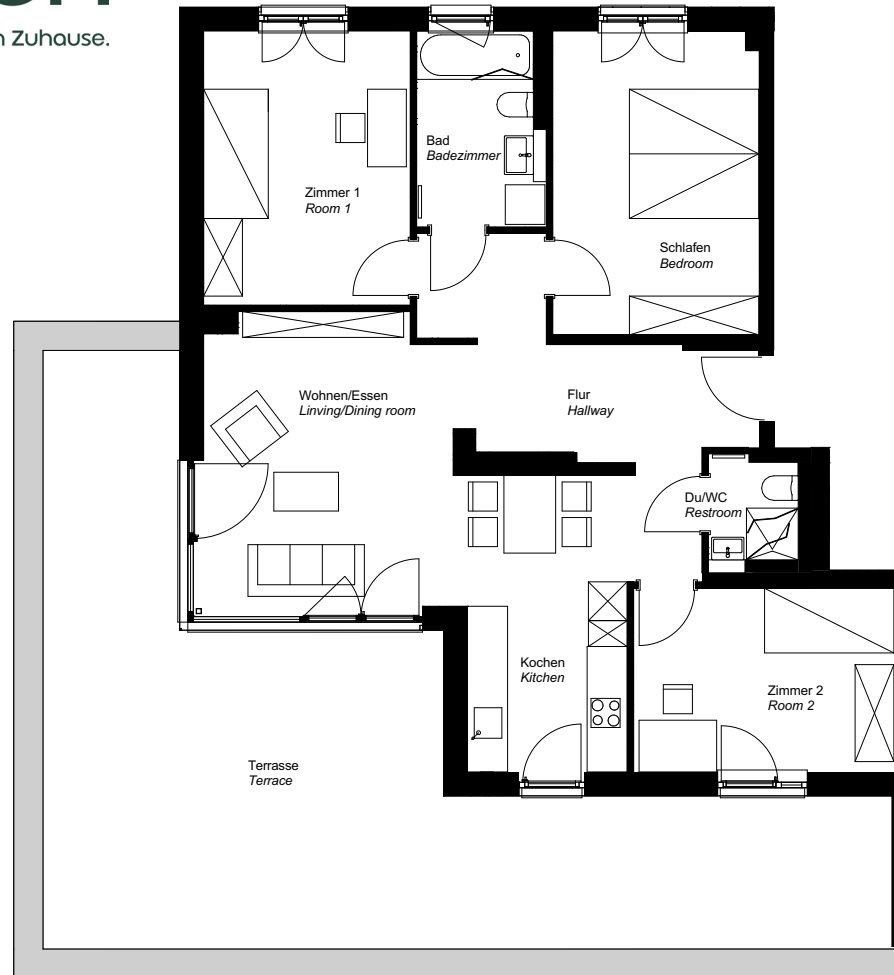 n Zuhause.
Bad
Badezimmer
Zimmer 1
Room 1
Schlafen
Bedroom
Wohnen/Essen
Linving/Dining room
Flur
Hallway
Du/WC
Restroom
Kochen
Kitchen
Zimmer 2
Room 2
Terrasse
Terrace